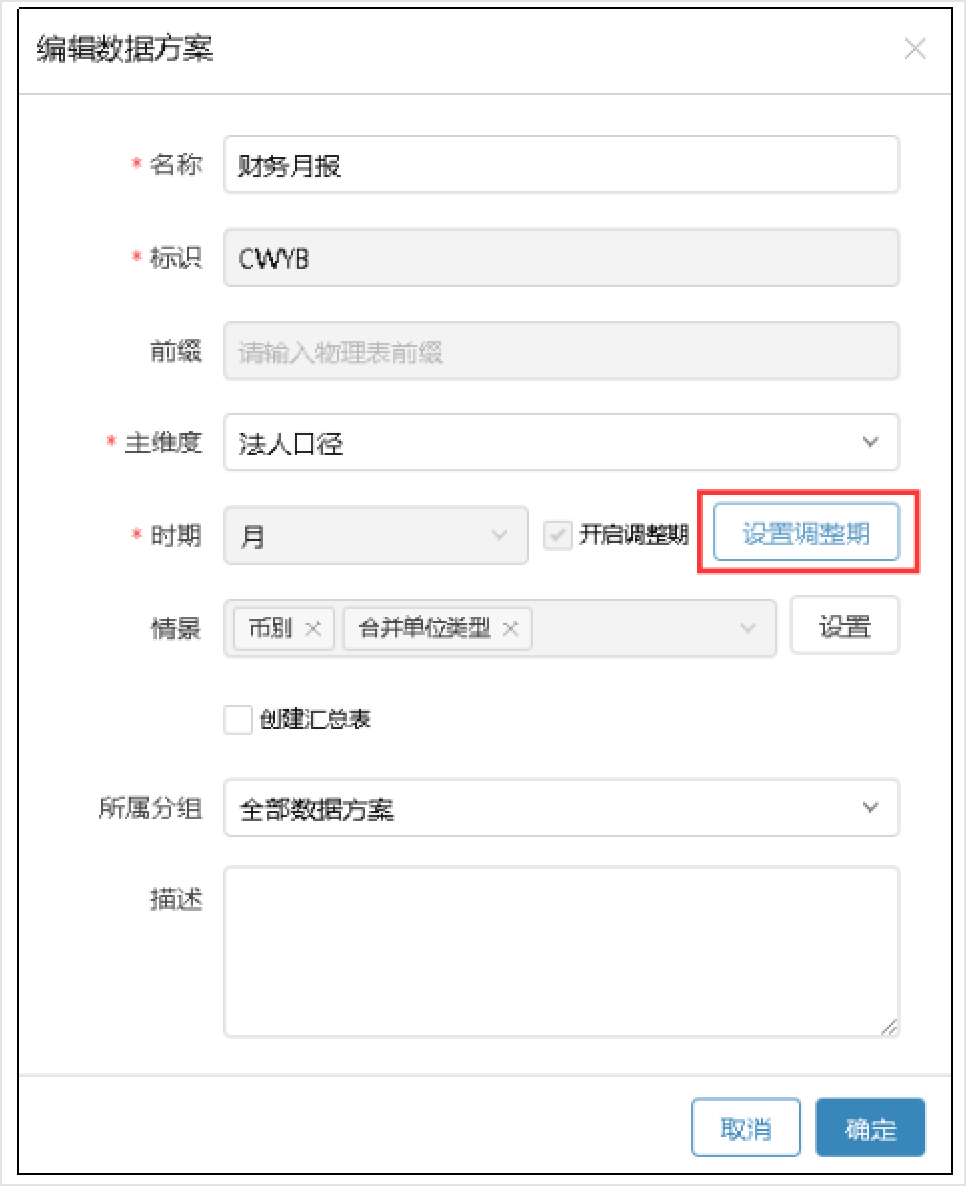 编辑数据方案
* 名称 财务月报
* 标识 CWYB
前缀 请输入物理表前缀
* 主维度 法人口径
* 时期 月 开启调整期 设置调整期
情景 币别 合并单位类型 设置
创建汇总表
所属分组 全部数据方案
描述
取消 确定